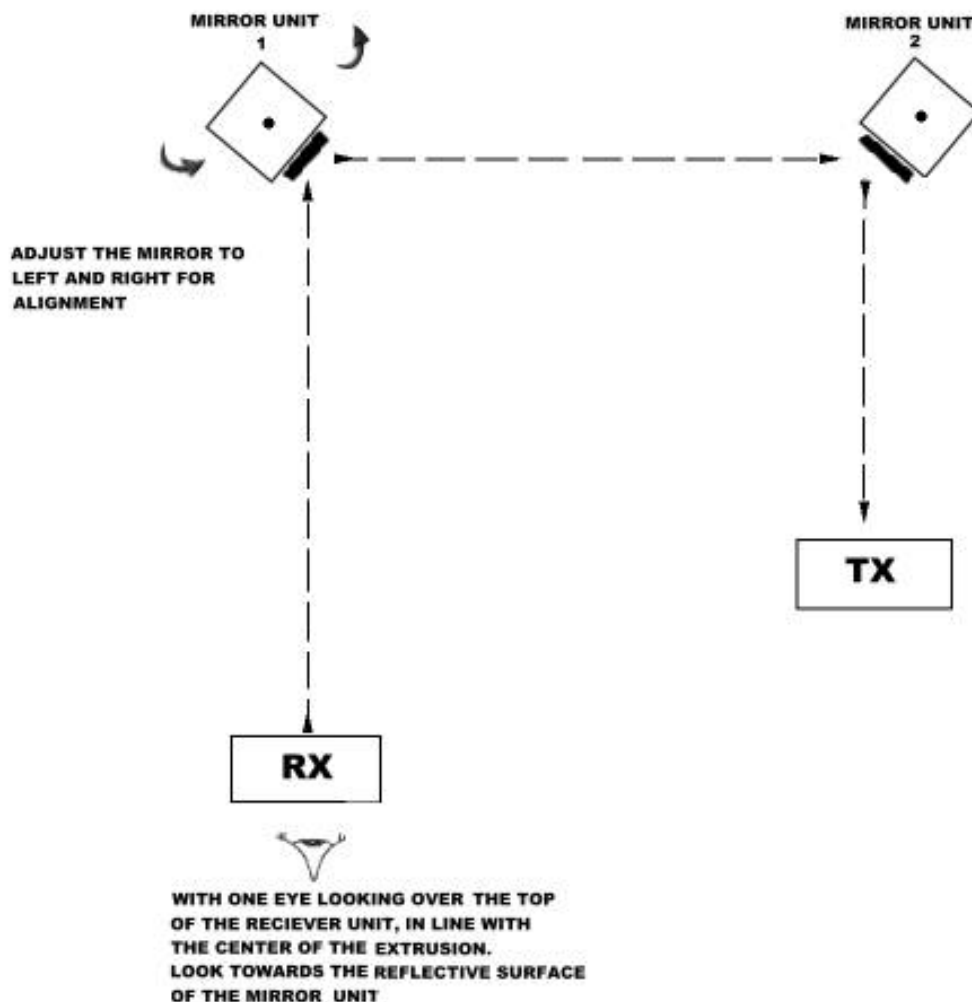 MIRROR UNIT
1
MIRROR UNIT
2
ADJUST THE MIRROR TO
LEFT AND RIGHT FOR
ALIGNMENT
TX
RX
WITH ONE EYE LOOKING OVER THE TOP
OF THE RECIEVER UNIT, IN LINE WITH
THE CENTER OF THE EXTRUSION.
LOOK TOWARDS THE REFLECTIVE SURFACE
OF THE MIRROR UNIT